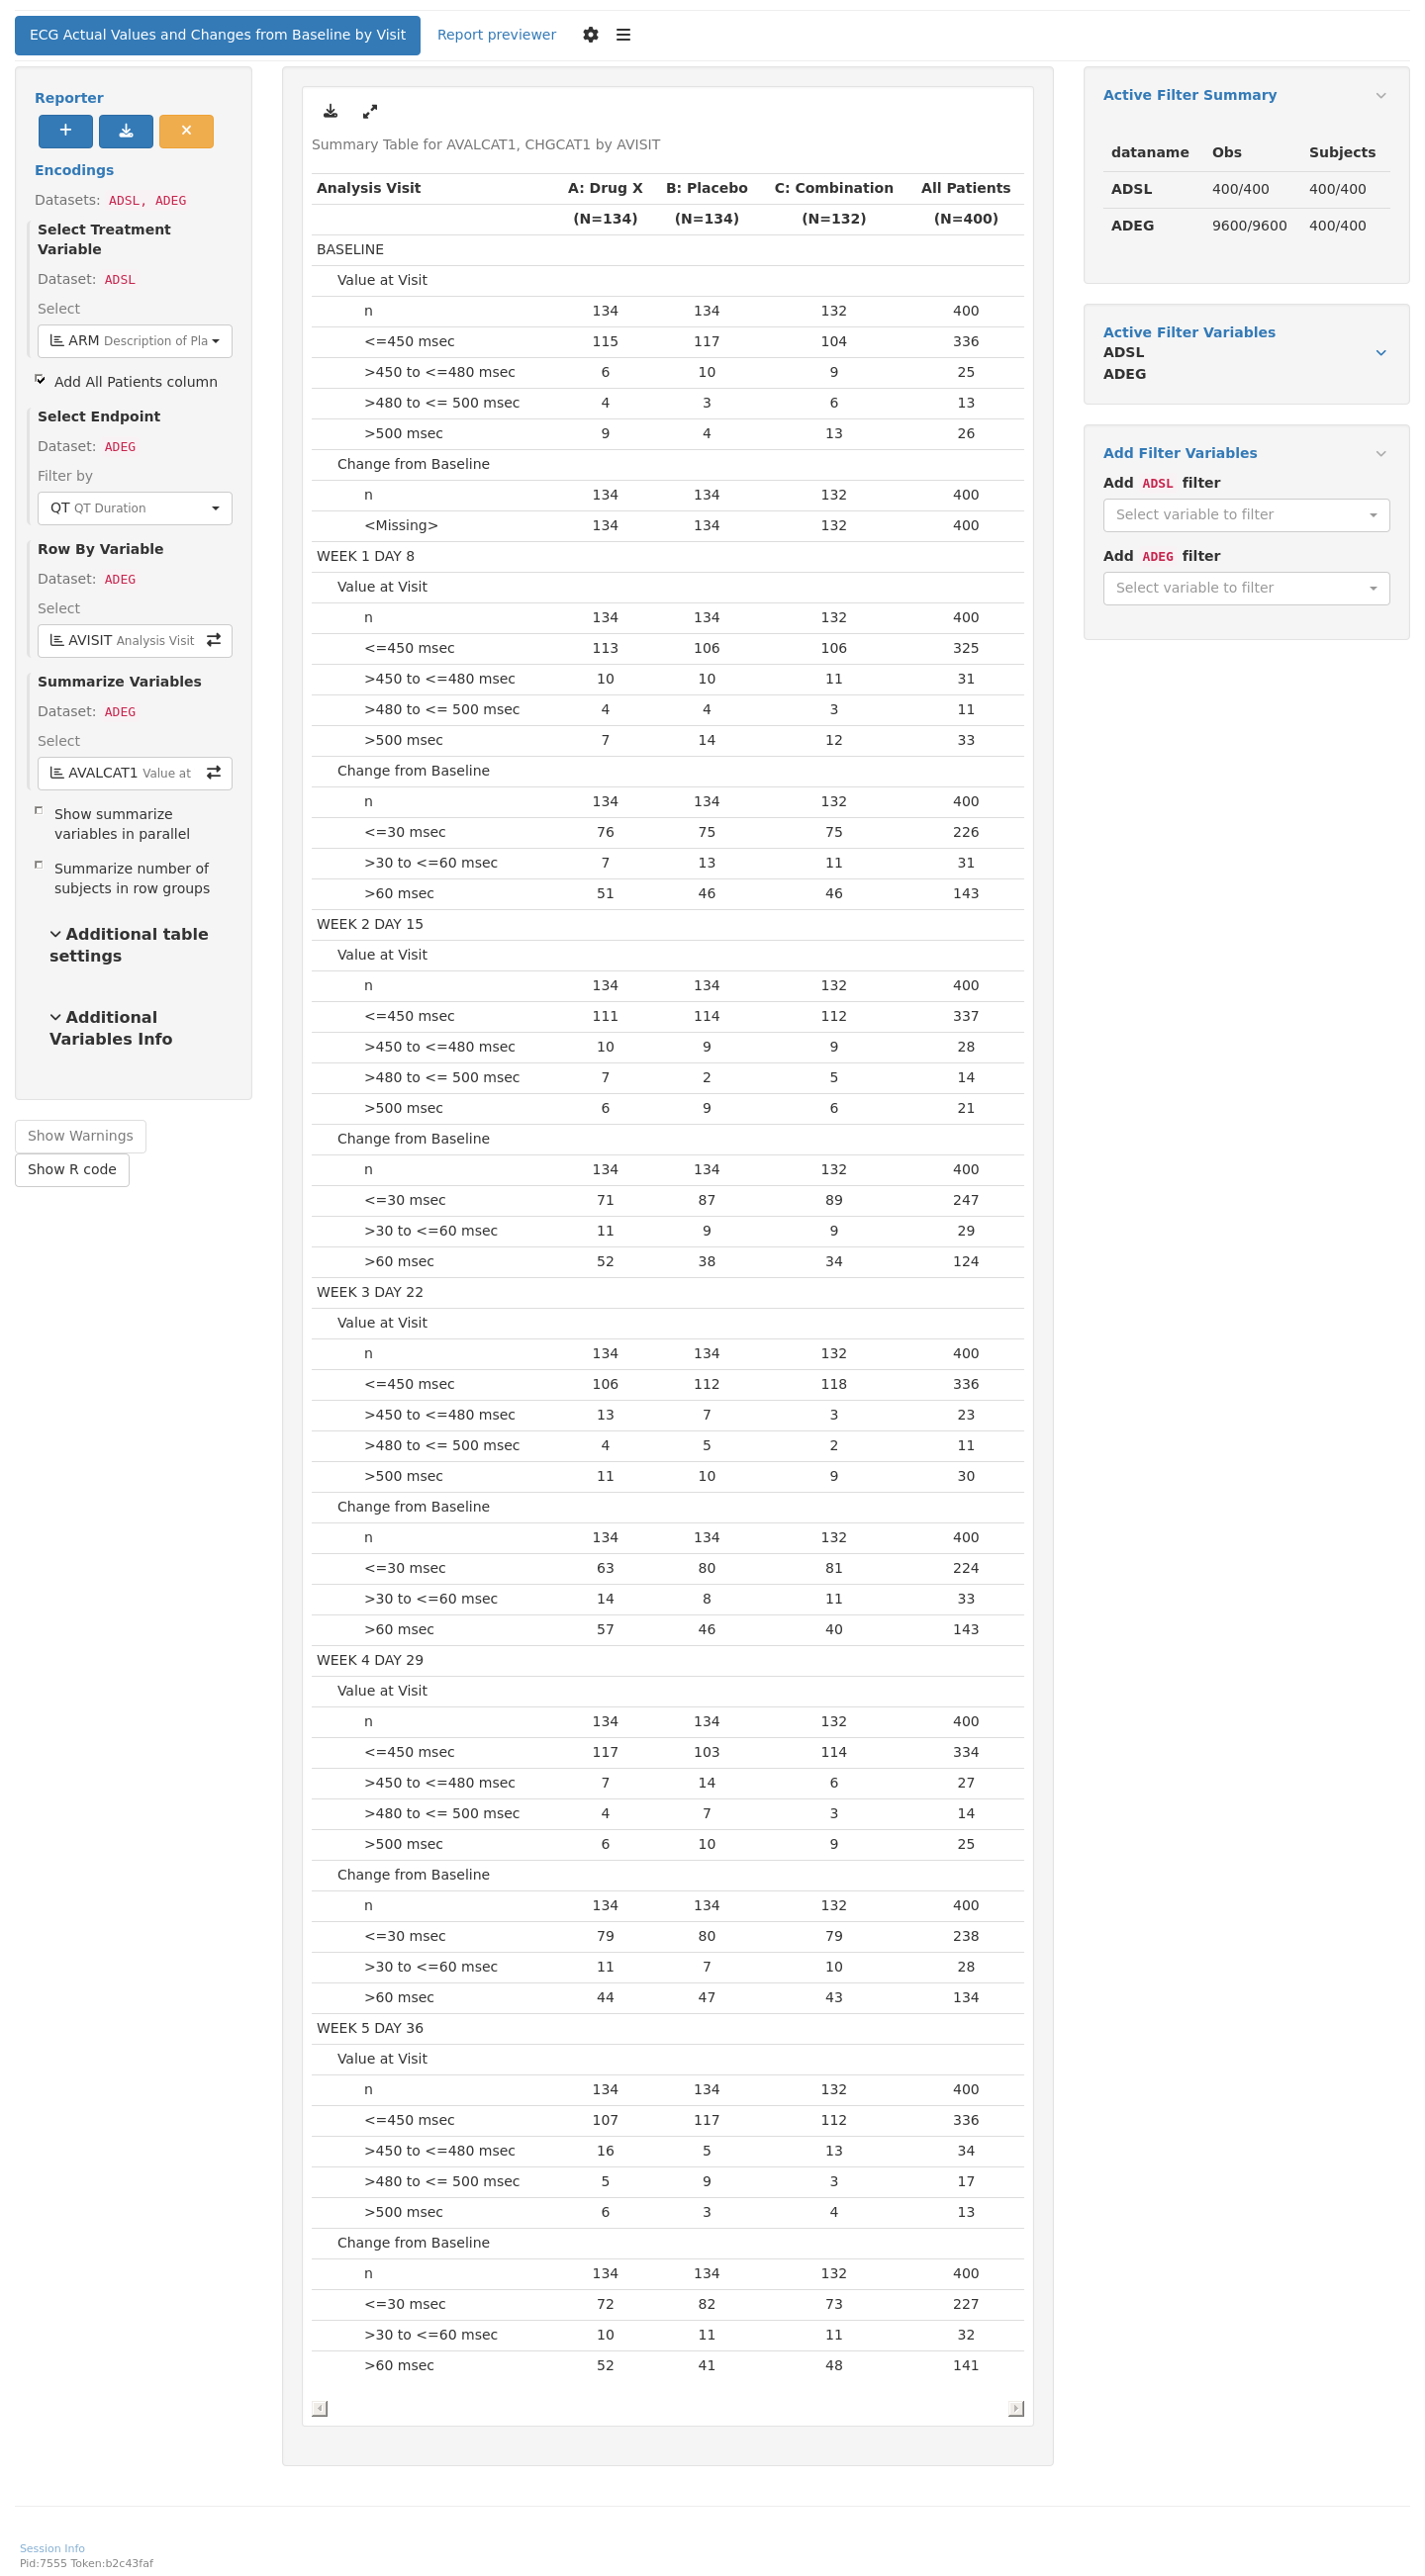 ECG Actual Values and Changes from Baseline by Visit Report previewer
Reporter
Encodings
Datasets: ADSL, ADEG
Select Treatment
Variable
Dataset: ADSL
Select
ARM Description of Pla
Add All Patients column
Select Endpoint
Dataset: ADEG
Filter by
QT QT Duration
Row By Variable
Dataset: ADEG
Select
AVISIT Analysis Visit
Summarize Variables
Dataset: ADEG
Select
AVALCAT1 Value at
Show summarize
variables in parallel
Summarize number of
subjects in row groups
Additional table
settings
Additional
Variables Info
Show Warnings
Show R code
Summary Table for AVALCAT1, CHGCAT1 by AVISIT
Analysis Visit A: Drug X B: Placebo C: Combination All Patients
(N=134) (N=134) (N=132) (N=400)
BASELINE
Value at Visit
n 134 134 132 400
<=450 msec 115 117 104 336
>450 to <=480 msec 6 10 9 25
>480 to <= 500 msec 4 3 6 13
>500 msec 9 4 13 26
Change from Baseline
n 134 134 132 400
<Missing> 134 134 132 400
WEEK 1 DAY 8
Value at Visit
n 134 134 132 400
<=450 msec 113 106 106 325
>450 to <=480 msec 10 10 11 31
>480 to <= 500 msec 4 4 3 11
>500 msec 7 14 12 33
Change from Baseline
n 134 134 132 400
<=30 msec 76 75 75 226
>30 to <=60 msec 7 13 11 31
>60 msec 51 46 46 143
WEEK 2 DAY 15
Value at Visit
n 134 134 132 400
<=450 msec 111 114 112 337
>450 to <=480 msec 10 9 9 28
>480 to <= 500 msec 7 2 5 14
>500 msec 6 9 6 21
Change from Baseline
n 134 134 132 400
<=30 msec 71 87 89 247
>30 to <=60 msec 11 9 9 29
>60 msec 52 38 34 124
WEEK 3 DAY 22
Value at Visit
n 134 134 132 400
<=450 msec 106 112 118 336
>450 to <=480 msec 13 7 3 23
>480 to <= 500 msec 4 5 2 11
>500 msec 11 10 9 30
Change from Baseline
n 134 134 132 400
<=30 msec 63 80 81 224
>30 to <=60 msec 14 8 11 33
>60 msec 57 46 40 143
WEEK 4 DAY 29
Value at Visit
n 134 134 132 400
<=450 msec 117 103 114 334
>450 to <=480 msec 7 14 6 27
>480 to <= 500 msec 4 7 3 14
>500 msec 6 10 9 25
Change from Baseline
n 134 134 132 400
<=30 msec 79 80 79 238
>30 to <=60 msec 11 7 10 28
>60 msec 44 47 43 134
WEEK 5 DAY 36
Value at Visit
n 134 134 132 400
<=450 msec 107 117 112 336
>450 to <=480 msec 16 5 13 34
>480 to <= 500 msec 5 9 3 17
>500 msec 6 3 4 13
Change from Baseline
n 134 134 132 400
<=30 msec 72 82 73 227
>30 to <=60 msec 10 11 11 32
>60 msec 52 41 48 141
Active Filter Summary
dataname Obs Subjects
ADSL 400/400 400/400
ADEG 9600/9600 400/400
Active Filter Variables
ADSL
ADEG
Add Filter Variables
Add ADSL filter
Select variable to filter
Add ADEG filter
Select variable to filter
Session Info
Pid:7555 Token:b2c43faf